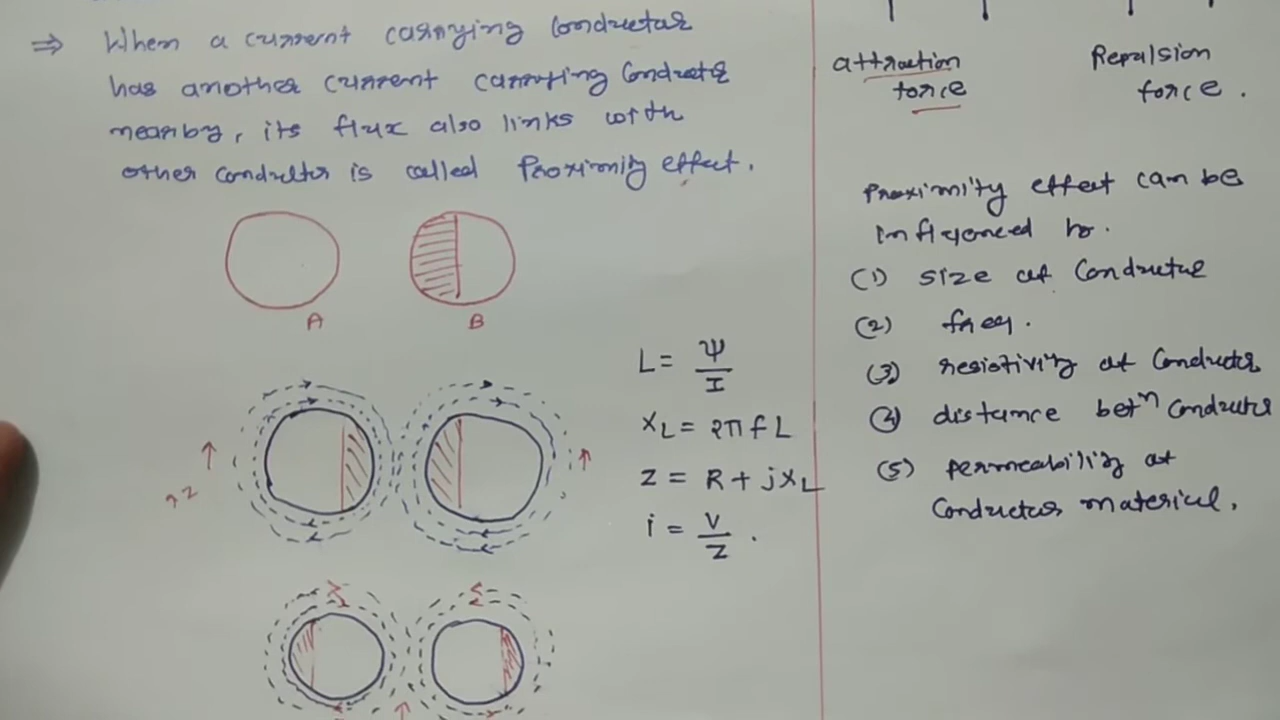 ⇒ When a current carrying Conductor
has another current carrying Conductor
nearby, its flux also links with
other conductor is called Proximity effect.
A
B
L = Ψ/I
XL = 2πfL
Z = R + jXL
i = V/Z .
↑z
attraction
force
Repulsion
force .
Proximity effect can be
influenced by.
(1) size of Conductor
(2) freq.
(3) resistivity of Conductor
(4) distance betⁿ conductor
(5) permeability of
Conductor material.